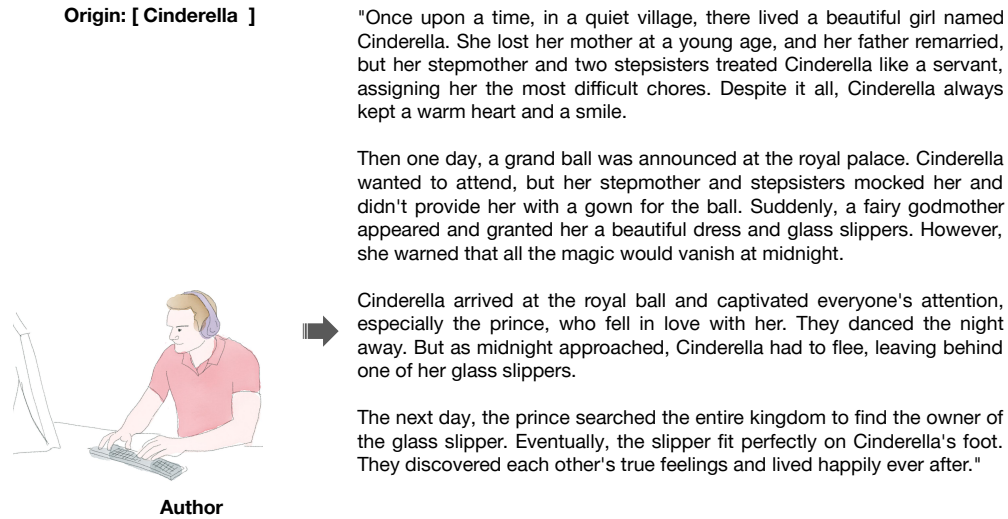 Origin: [ Cinderella ]
"Once upon a time, in a quiet village, there lived a beautiful girl named
Cinderella. She lost her mother at a young age, and her father remarried,
but her stepmother and two stepsisters treated Cinderella like a servant,
assigning her the most difficult chores. Despite it all, Cinderella always
kept a warm heart and a smile.
Then one day, a grand ball was announced at the royal palace. Cinderella
wanted to attend, but her stepmother and stepsisters mocked her and
didn't provide her with a gown for the ball. Suddenly, a fairy godmother
appeared and granted her a beautiful dress and glass slippers. However,
she warned that all the magic would vanish at midnight.
Cinderella arrived at the royal ball and captivated everyone's attention,
especially the prince, who fell in love with her. They danced the night
away. But as midnight approached, Cinderella had to flee, leaving behind
one of her glass slippers.
The next day, the prince searched the entire kingdom to find the owner of
the glass slipper. Eventually, the slipper fit perfectly on Cinderella's foot.
They discovered each other's true feelings and lived happily ever after."
Author